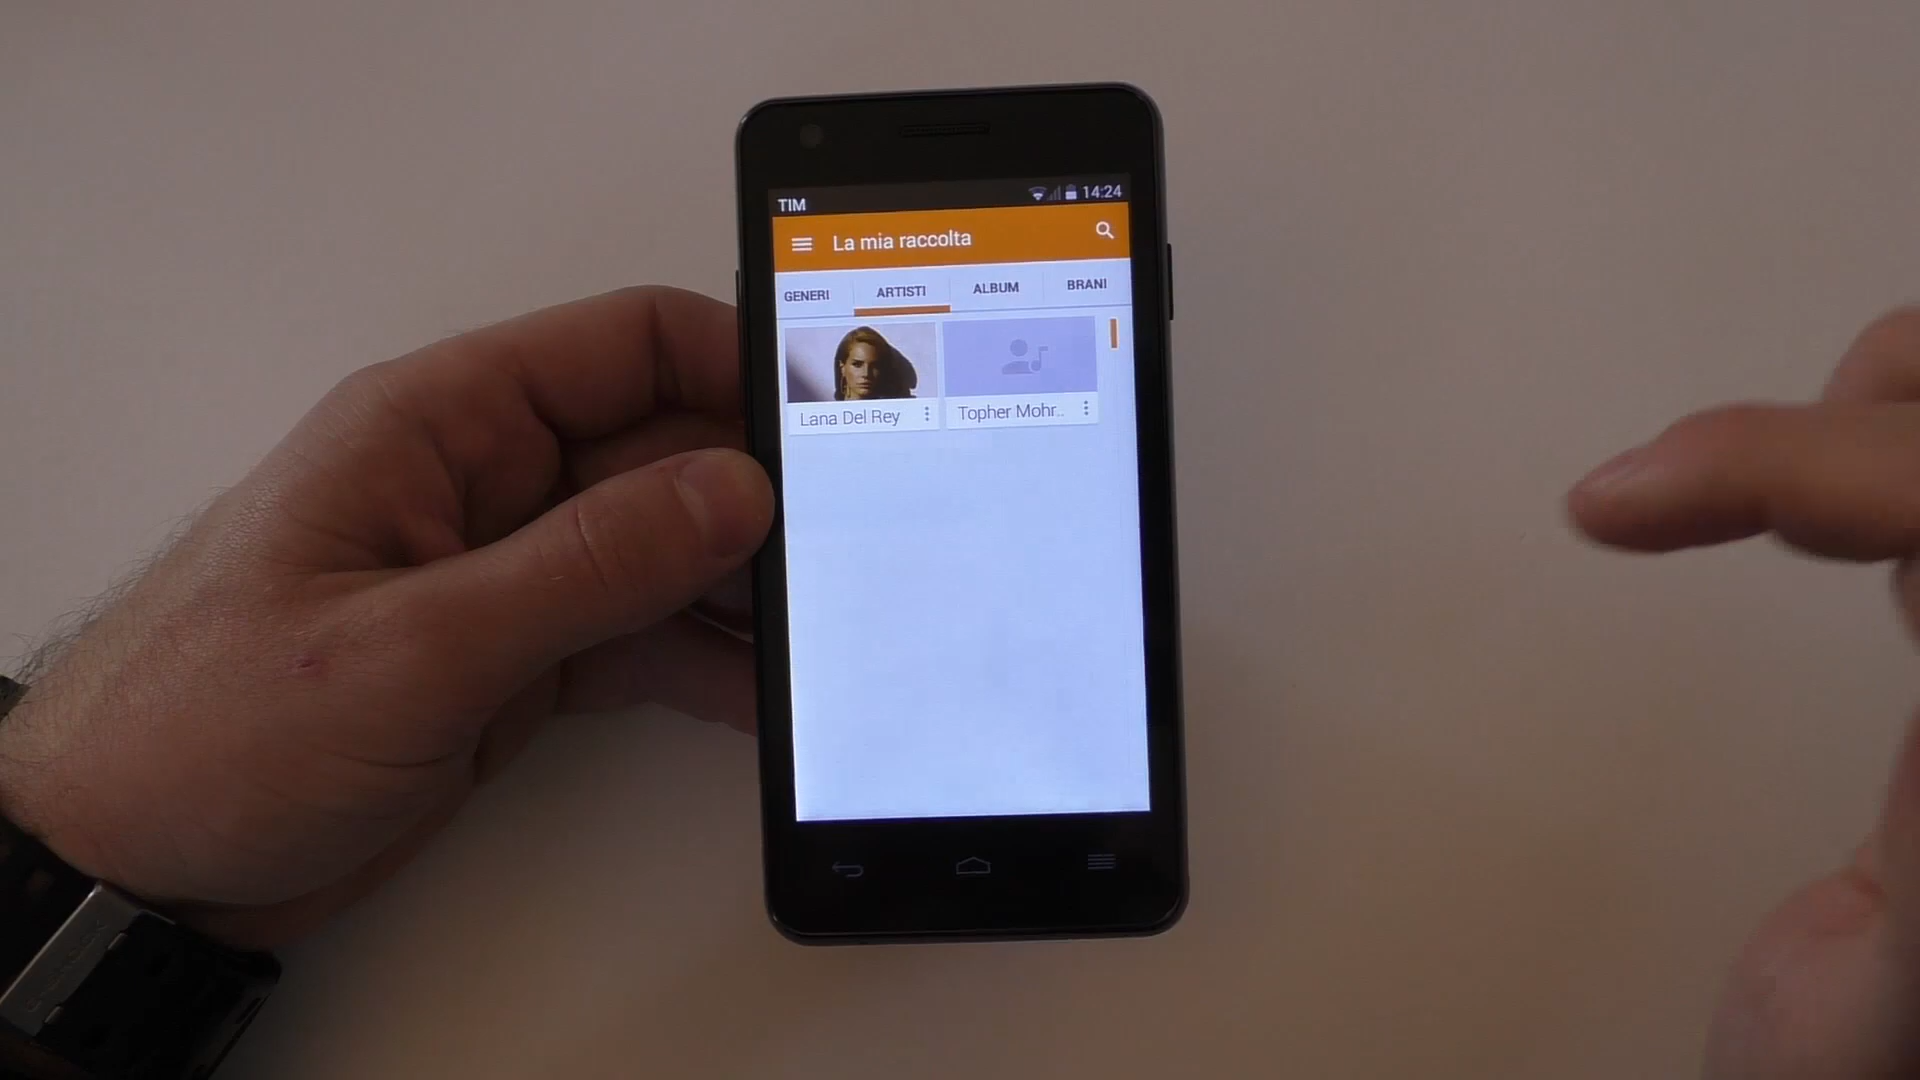 TIM 14:24
La mia raccolta
GENERI ARTISTI ALBUM BRANI
Lana Del Rey Topher Mohr..